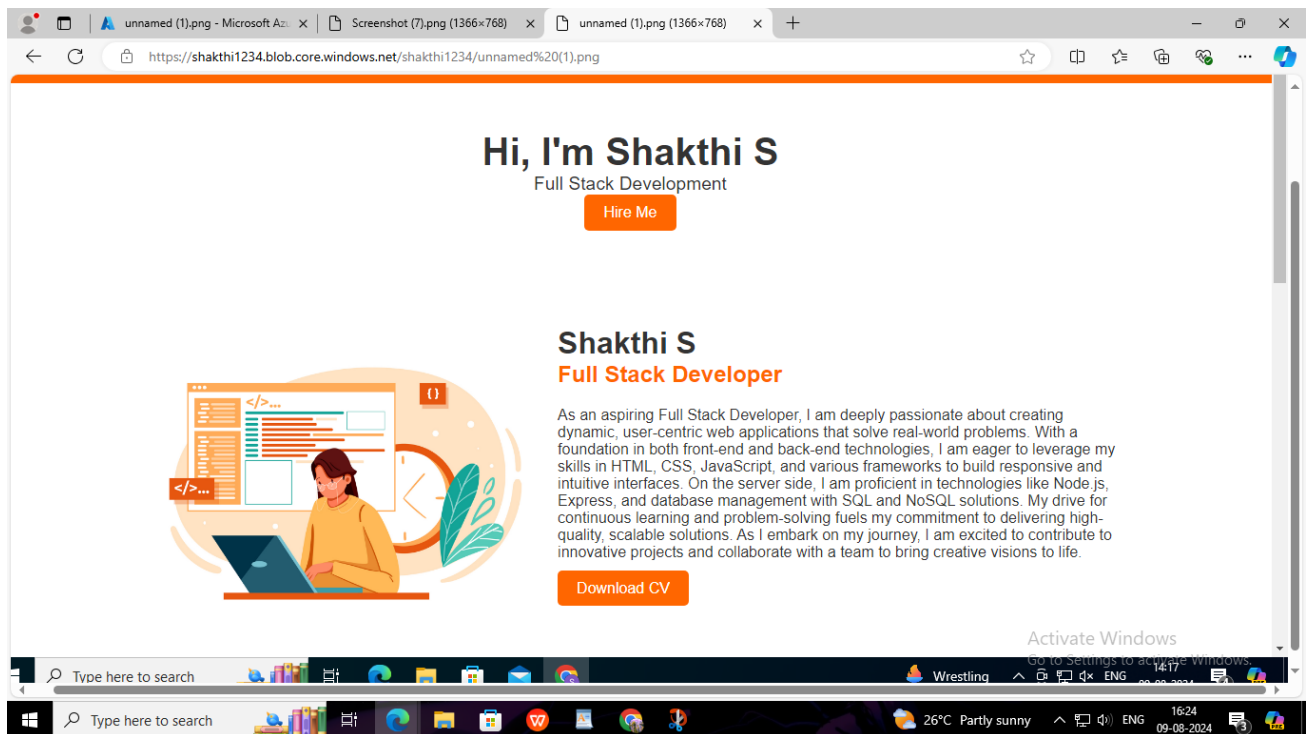 unnamed (1).png - Microsoft Az
Screenshot (7).png (1366×768)
unnamed (1).png (1366×768)
https://shakthi1234.blob.core.windows.net/shakthi1234/unnamed%20(1).png
Hi, I'm Shakthi S
Full Stack Development
Hire Me
</>...
{}
</>...
Shakthi S
Full Stack Developer
As an aspiring Full Stack Developer, I am deeply passionate about creating
dynamic, user-centric web applications that solve real-world problems. With a
foundation in both front-end and back-end technologies, I am eager to leverage my
skills in HTML, CSS, JavaScript, and various frameworks to build responsive and
intuitive interfaces. On the server side, I am proficient in technologies like Node.js,
Express, and database management with SQL and NoSQL solutions. My drive for
continuous learning and problem-solving fuels my commitment to delivering high-
quality, scalable solutions. As I embark on my journey, I am excited to contribute to
innovative projects and collaborate with a team to bring creative visions to life.
Download CV
Activate Windows
Go to Settings to activate Windows.
Type here to search
Wrestling
ENG
14:17
Type here to search
26°C Partly sunny
ENG
16:24
09-08-2024
3